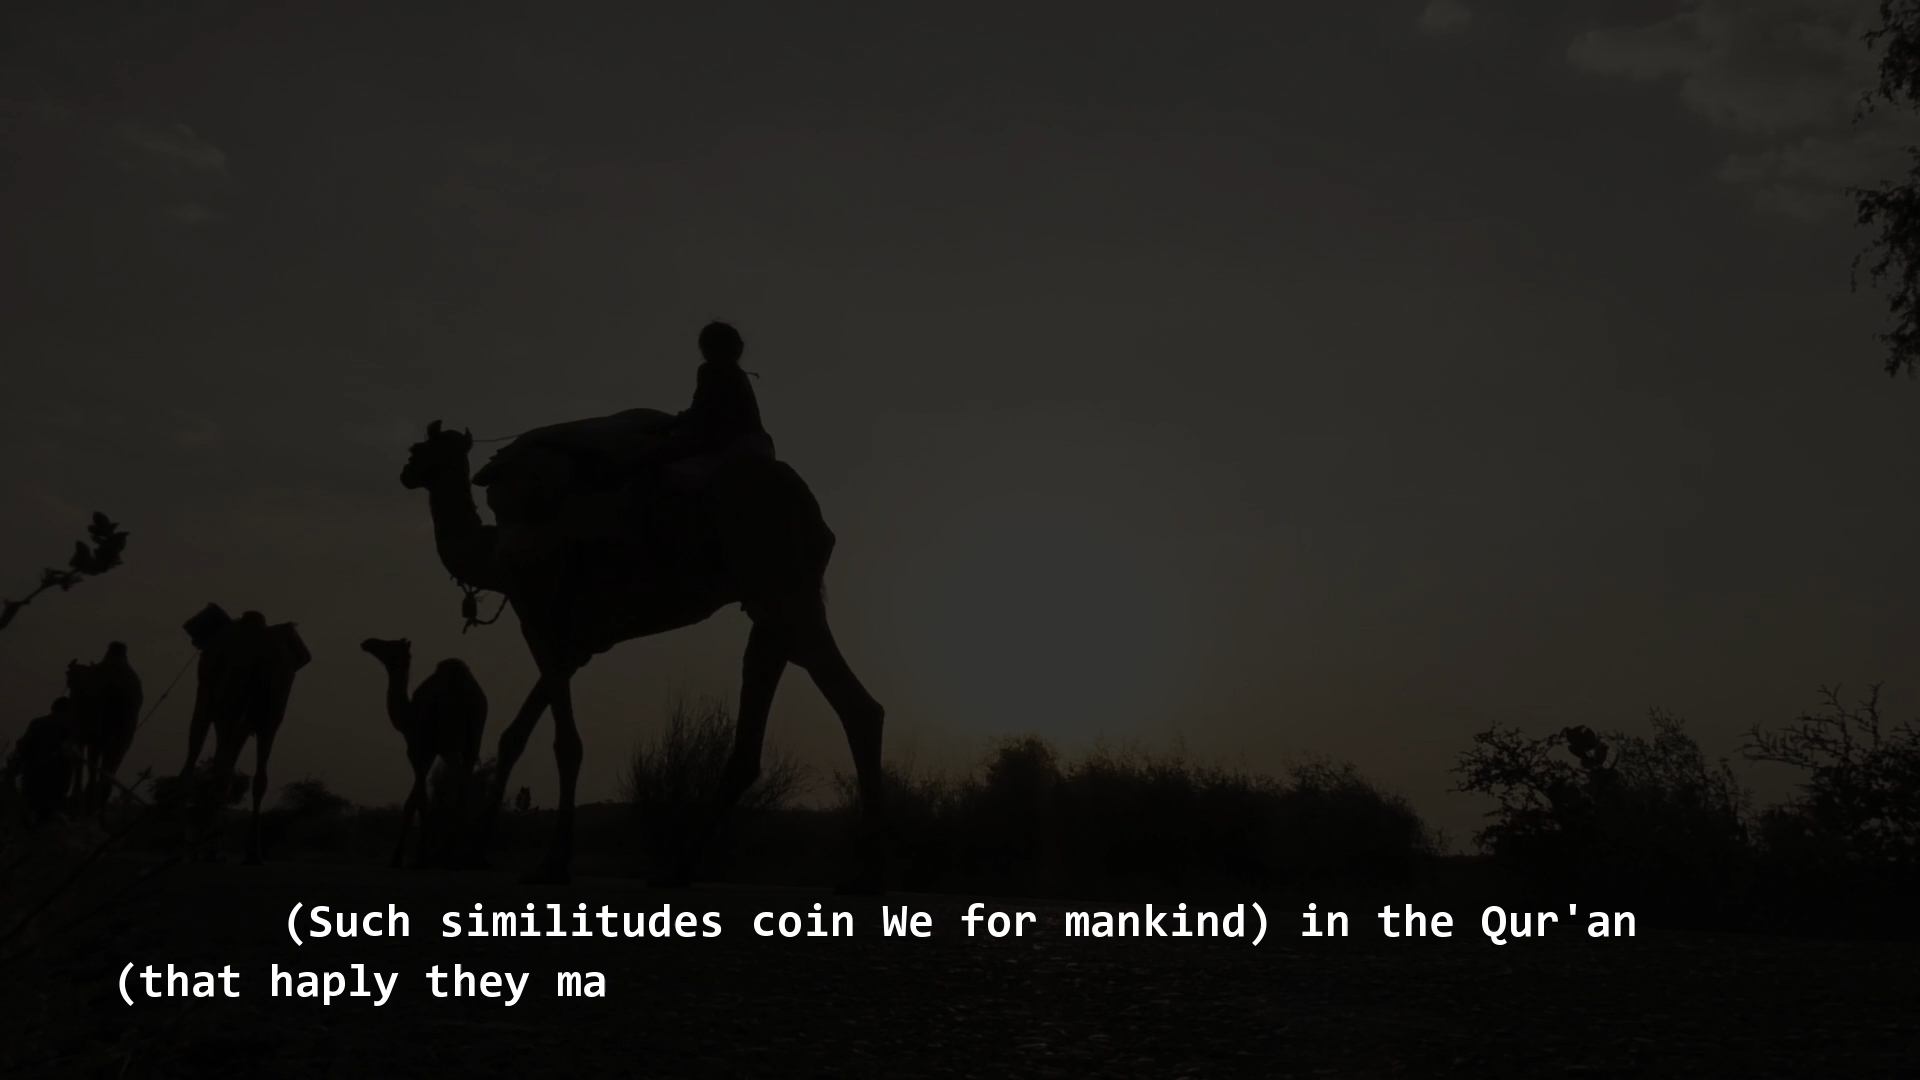 (Such similitudes coin We for mankind) in the Qur'an
(that haply they ma